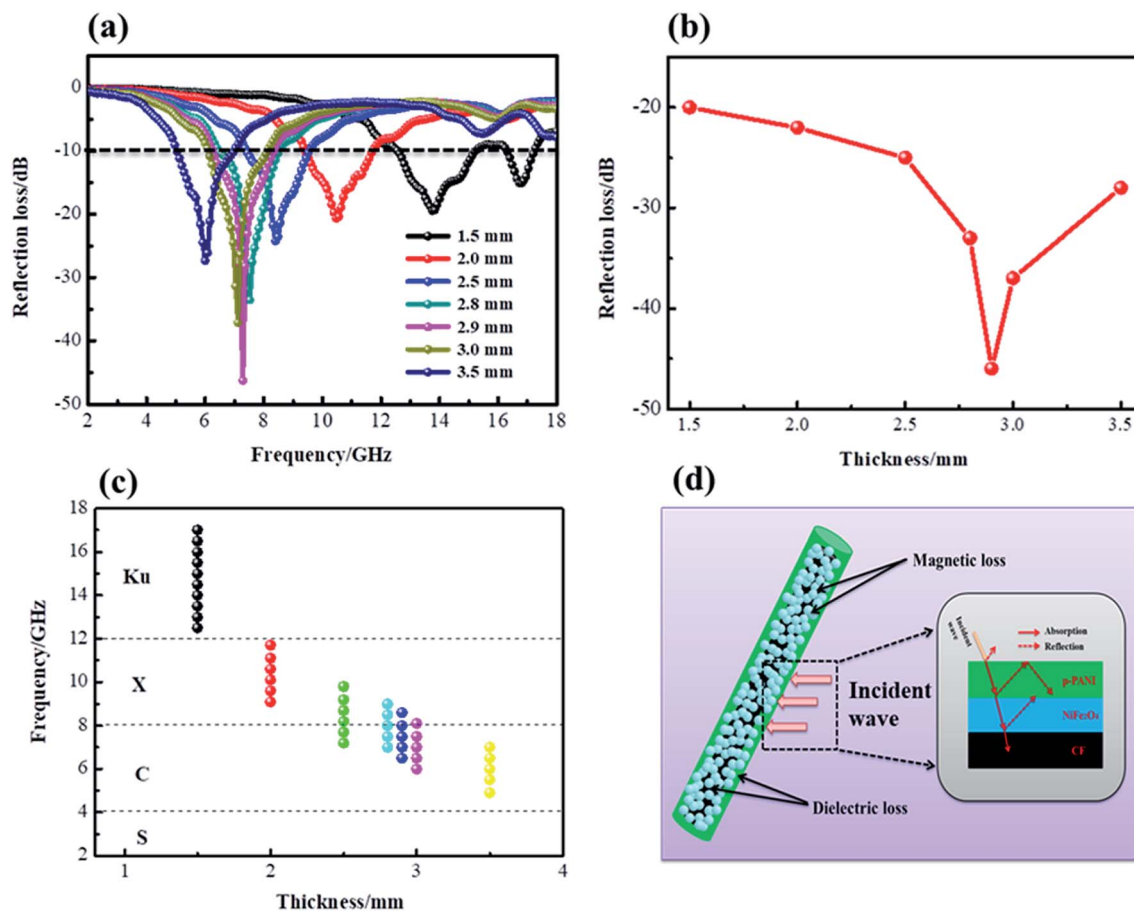 (a)
0
-10
-20
-30
-40
-50
Reflection loss/dB
2 4 6 8 10 12 14 16 18
Frequency/GHz
1.5 mm
2.0 mm
2.5 mm
2.8 mm
2.9 mm
3.0 mm
3.5 mm
(b)
-20
-30
-40
-50
Reflection loss/dB
1.5 2.0 2.5 3.0 3.5
Thickness/mm
(c)
18
16
14
12
10
8
6
4
2
Frequency/GHz
Ku
X
C
S
1 2 3 4
Thickness/mm
(d)
Magnetic loss
Incident
wave
Dielectric loss
Incident
wave
Absorption
Reflection
p-PANI
NiFe₂O₄
CF